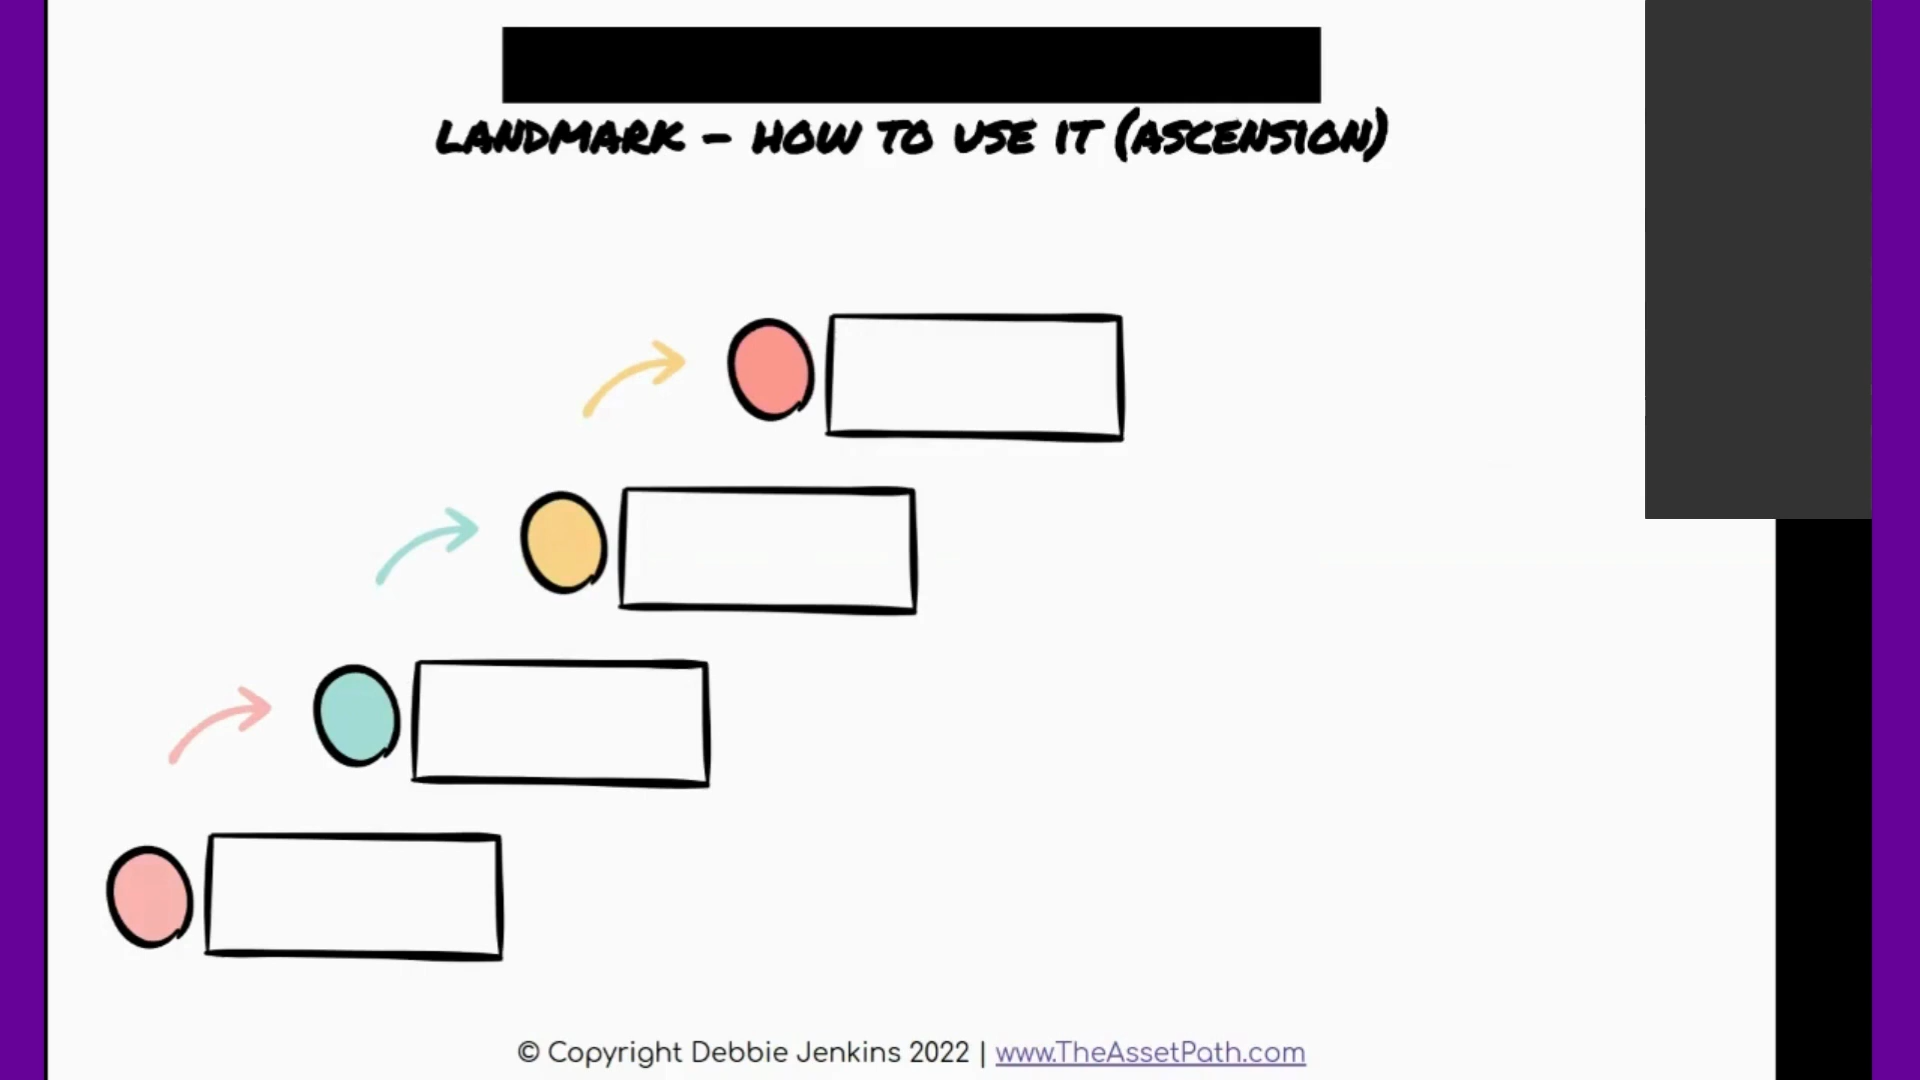 LANDMARK - HOW TO USE IT (ASCENSION)
© Copyright Debbie Jenkins 2022 | www.TheAssetPath.com